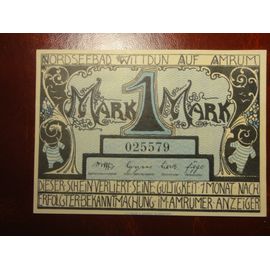 NORDSEEBAD WITTDÜN AUF AMRUM
MARK 1 MARK
025579
DIESER SCHEIN VERLIERT SEINE GÜLTIGKEIT 1 MONAT NACH
ERFOLGTER BEKANNTMACHUNG IM AMRUMER ANZEIGER